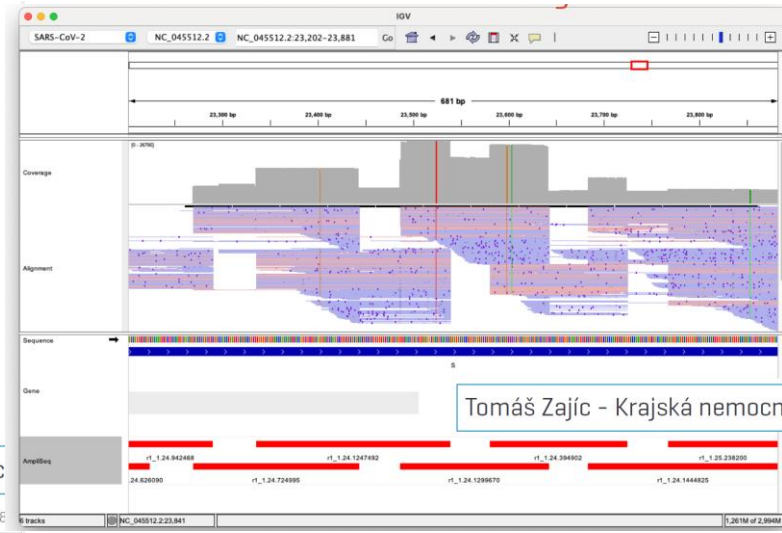 IGV
SARS-CoV-2
NC_045512.2
NC_045512.2:23,202-23,881
Go
681 bp
23,300 bp
23,400 bp
23,500 bp
23,600 bp
23,700 bp
23,800 bp
Coverage
Alignment
Sequence
S
Gene
Tomáš Zajíc - Krajská nemocn
AmpliSeq
r1_1.24.942468
r1_1.24.1247492
r1_1.24.394902
r1_1.25.238200
.24.626090
r1_1.24.724995
r1_1.24.1299670
r1_1.24.1444825
6 tracks
NC_045512.2:23,841
1,261M of 2,994M